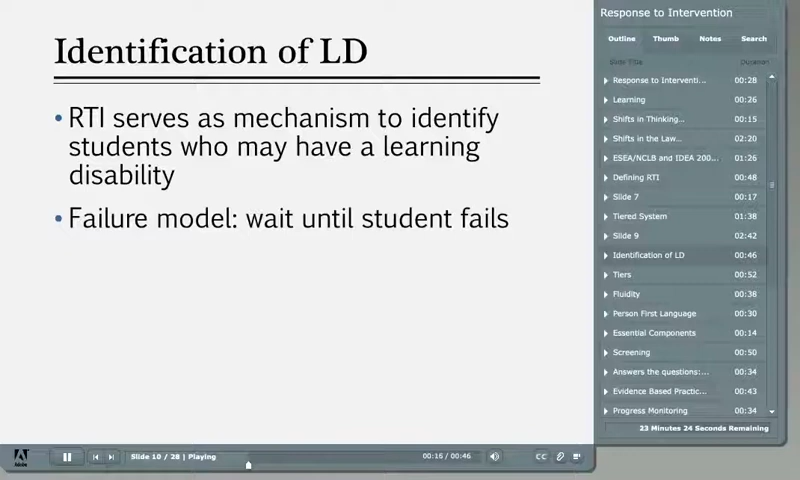 Identification of LD
• RTI serves as mechanism to identify
students who may have a learning
disability
• Failure model: wait until student fails
Response to Intervention
Outline Thumb Notes Search
Slide Title Duration
Response to Interventi... 00:28
Learning 00:26
Shifts in Thinking... 00:15
Shifts in the Law... 02:20
ESEA/NCLB and IDEA 200... 01:26
Defining RTI 00:48
Slide 7 00:17
Tiered System 01:38
Slide 9 02:42
Identification of LD 00:46
Tiers 00:52
Fluidity 00:38
Person First Language 00:30
Essential Components 00:14
Screening 00:50
Answers the questions:... 00:34
Evidence Based Practic... 00:43
Progress Monitoring 00:34
23 Minutes 24 Seconds Remaining
Adobe
Slide 10 / 28 | Playing
00:16 / 00:46
CC